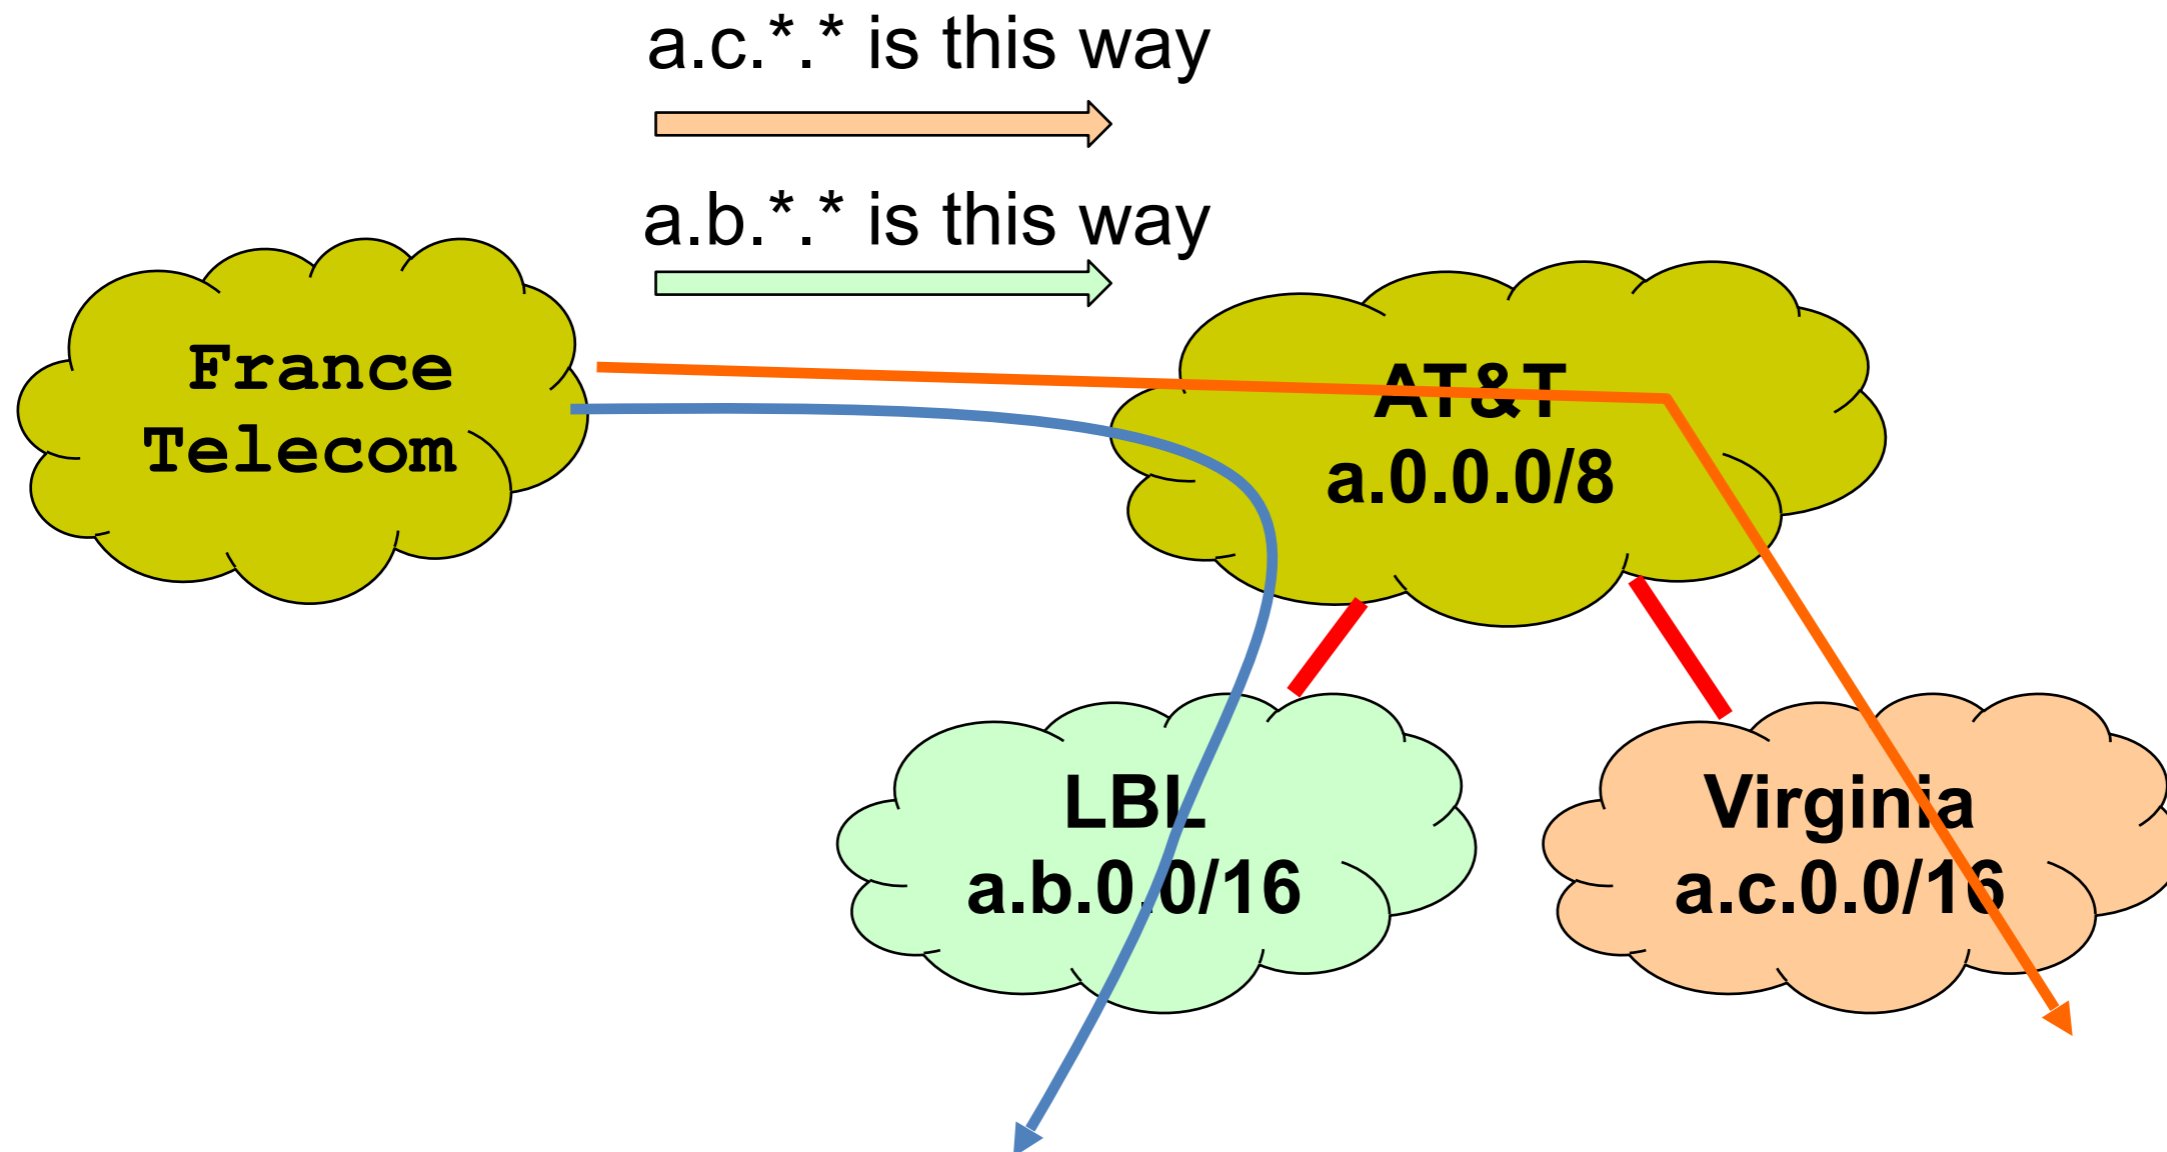 a.c.*.* is this way
a.b.*.* is this way
France
Telecom
AT&T
a.0.0.0/8
LBL
a.b.0.0/16
Virginia
a.c.0.0/16